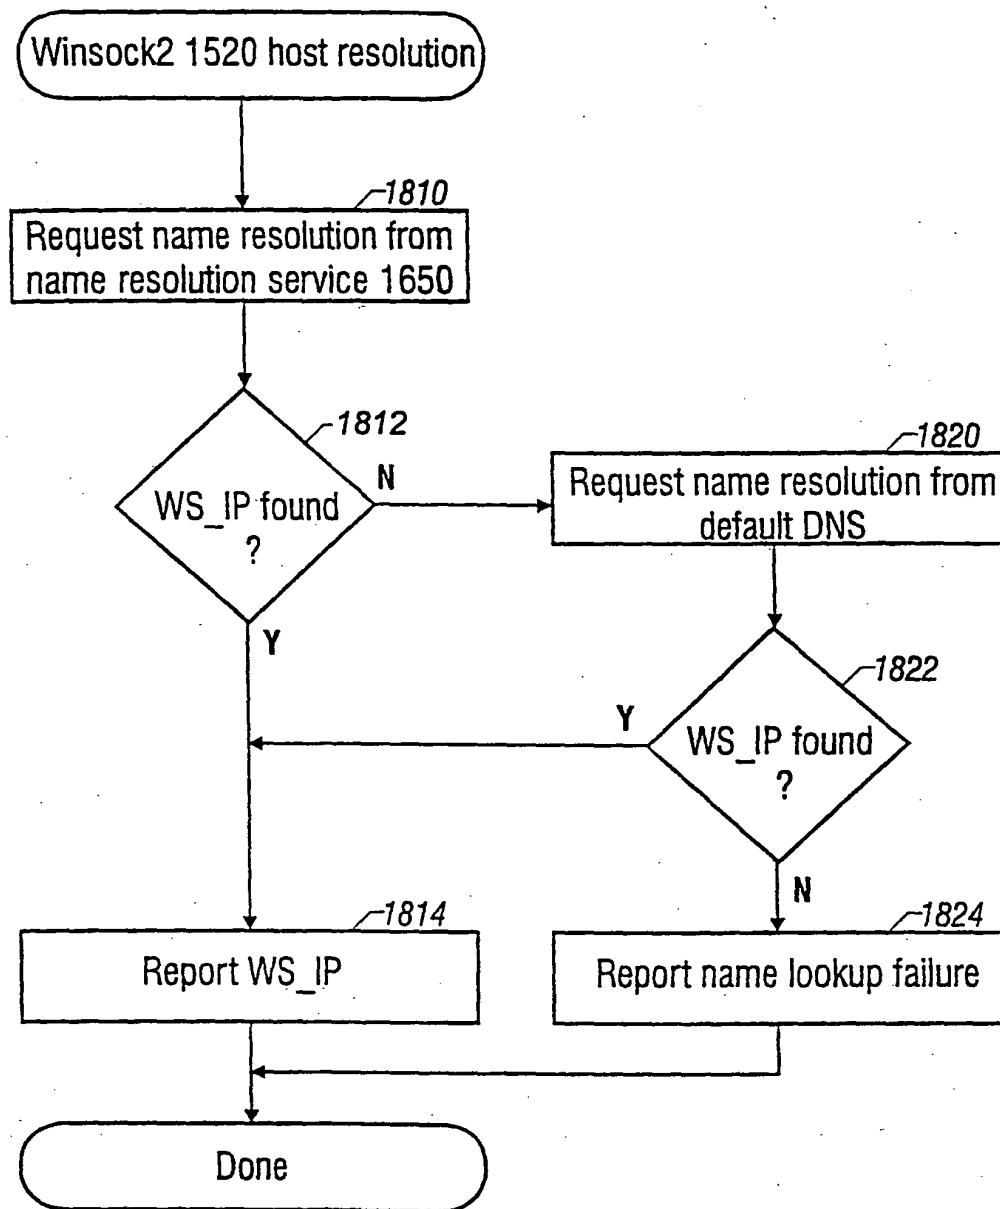 Winsock2 1520 host resolution
1810
Request name resolution from
name resolution service 1650
1812
WS_IP found
?
N
Y
1820
Request name resolution from
default DNS
1822
WS_IP found
?
Y
N
1814
Report WS_IP
1824
Report name lookup failure
Done